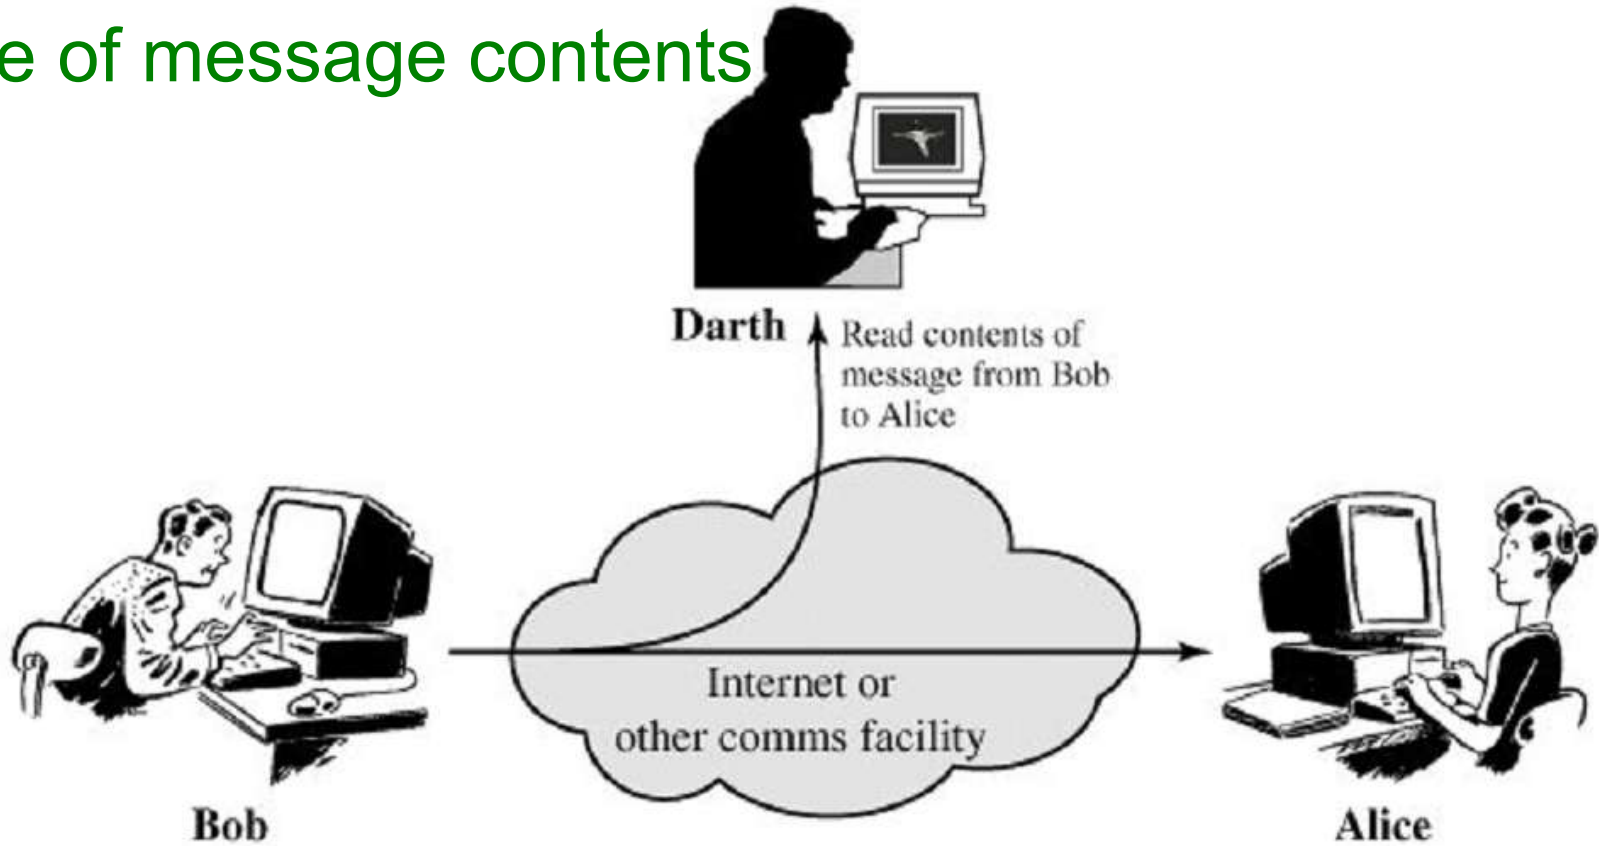 e of message contents
Darth
Read contents of
message from Bob
to Alice
Internet or
other comms facility
Bob
Alice